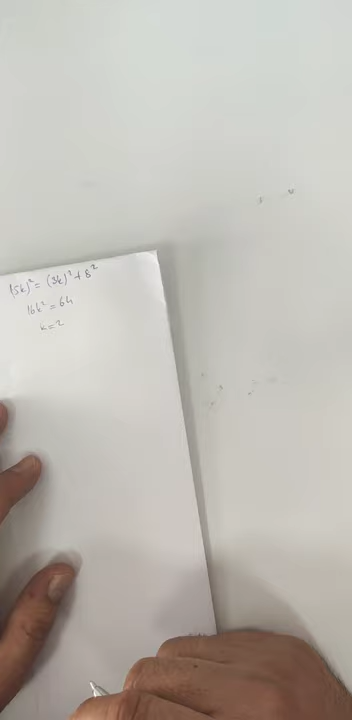 (5k)² = (3k)² + 8²
16k² = 64
k = 2